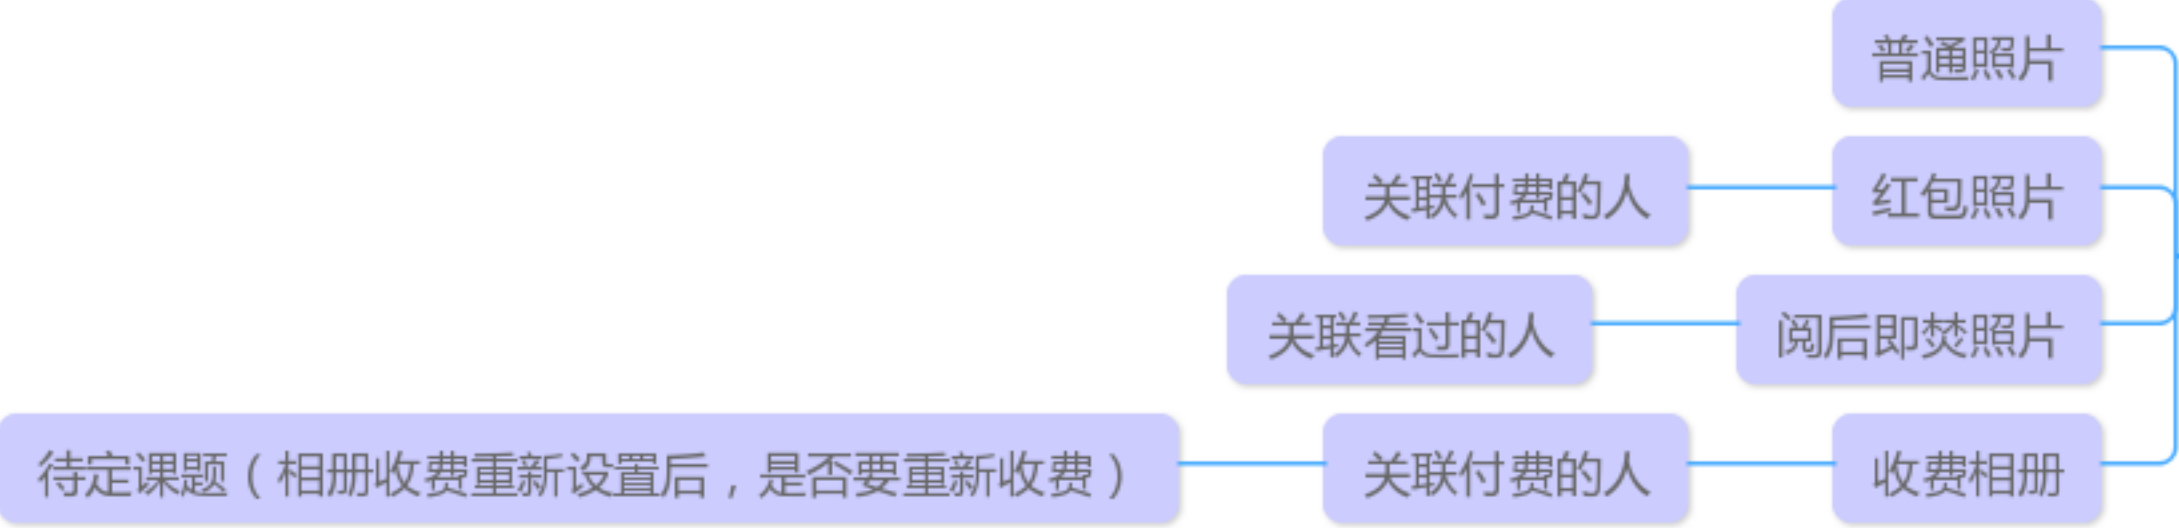 普通照片
关联付费的人 红包照片
关联看过的人 阅后即焚照片
待定课题（相册收费重新设置后，是否要重新收费） 关联付费的人 收费相册